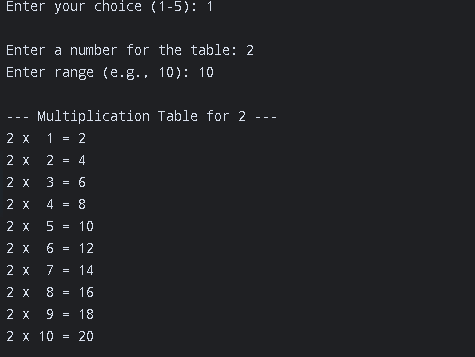 Enter your choice (1-5): 1
Enter a number for the table: 2
Enter range (e.g., 10): 10
--- Multiplication Table for 2 ---
2 x  1 = 2
2 x  2 = 4
2 x  3 = 6
2 x  4 = 8
2 x  5 = 10
2 x  6 = 12
2 x  7 = 14
2 x  8 = 16
2 x  9 = 18
2 x 10 = 20